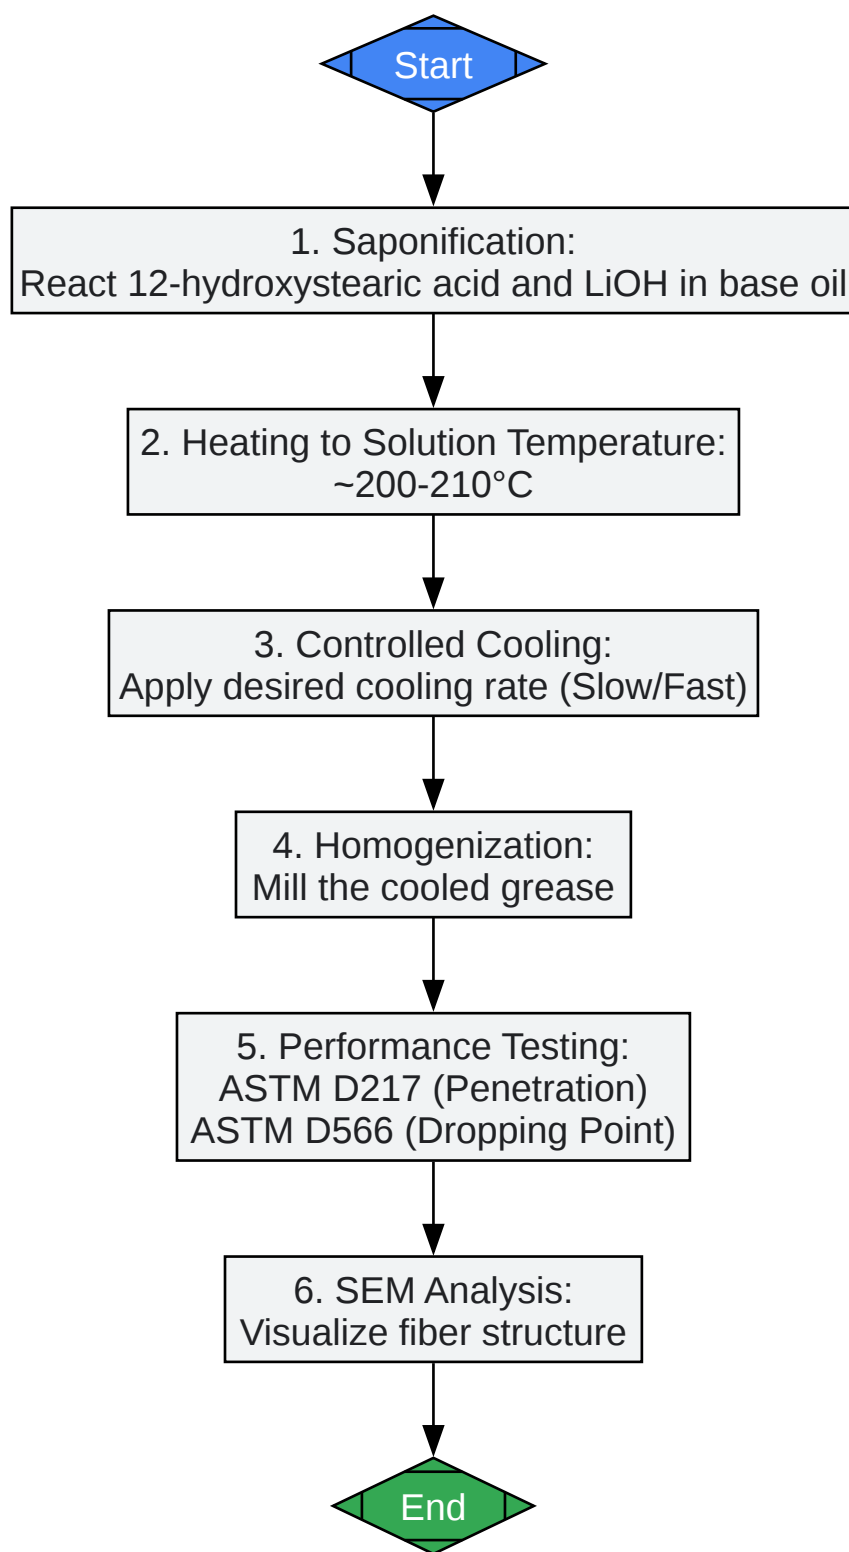 Start
1. Saponification:
React 12-hydroxystearic acid and LiOH in base oil
2. Heating to Solution Temperature:
~200-210°C
3. Controlled Cooling:
Apply desired cooling rate (Slow/Fast)
4. Homogenization:
Mill the cooled grease
5. Performance Testing:
ASTM D217 (Penetration)
ASTM D566 (Dropping Point)
6. SEM Analysis:
Visualize fiber structure
End